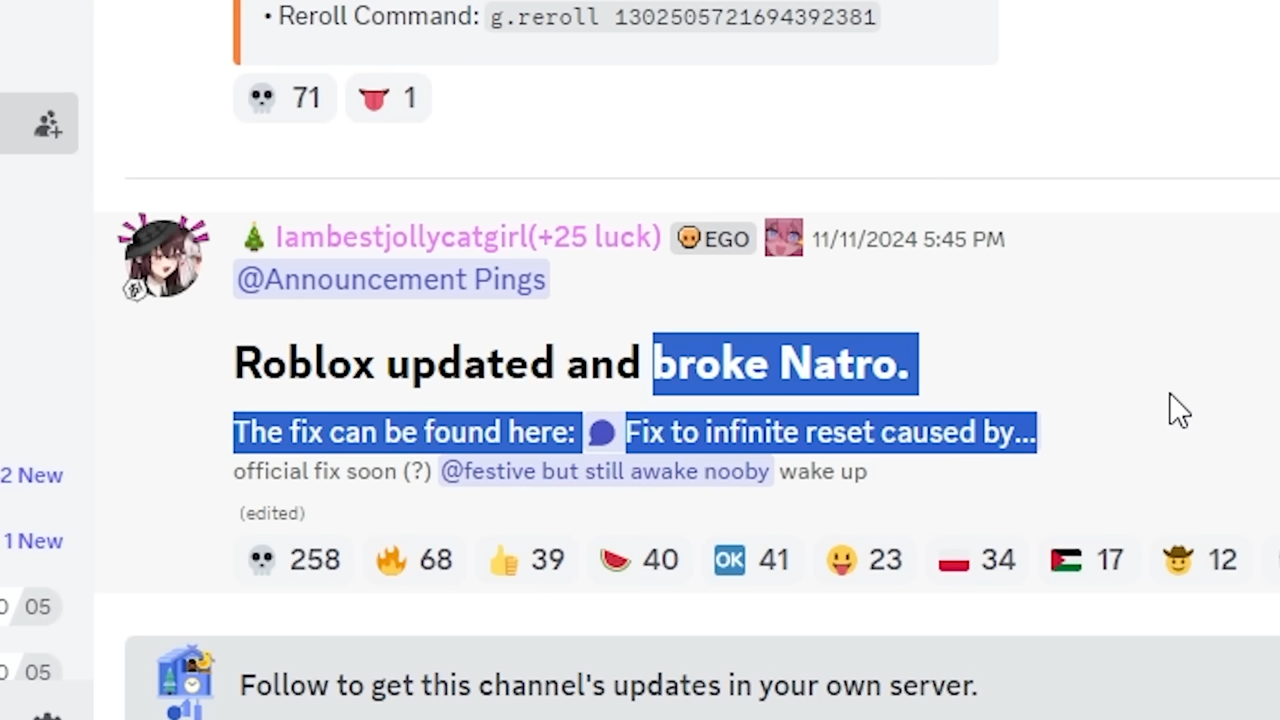 • Reroll Command: g.reroll 1302505721694392381
71 1
Iambestjollycatgirl(+25 luck) EGO 11/11/2024 5:45 PM
@Announcement Pings
Roblox updated and broke Natro.
The fix can be found here: Fix to infinite reset caused by...
official fix soon (?) @festive but still awake nooby wake up
2 New
(edited)
1 New
258 68 39 40 OK 41 23 34 17 12
05
05
Follow to get this channel's updates in your own server.